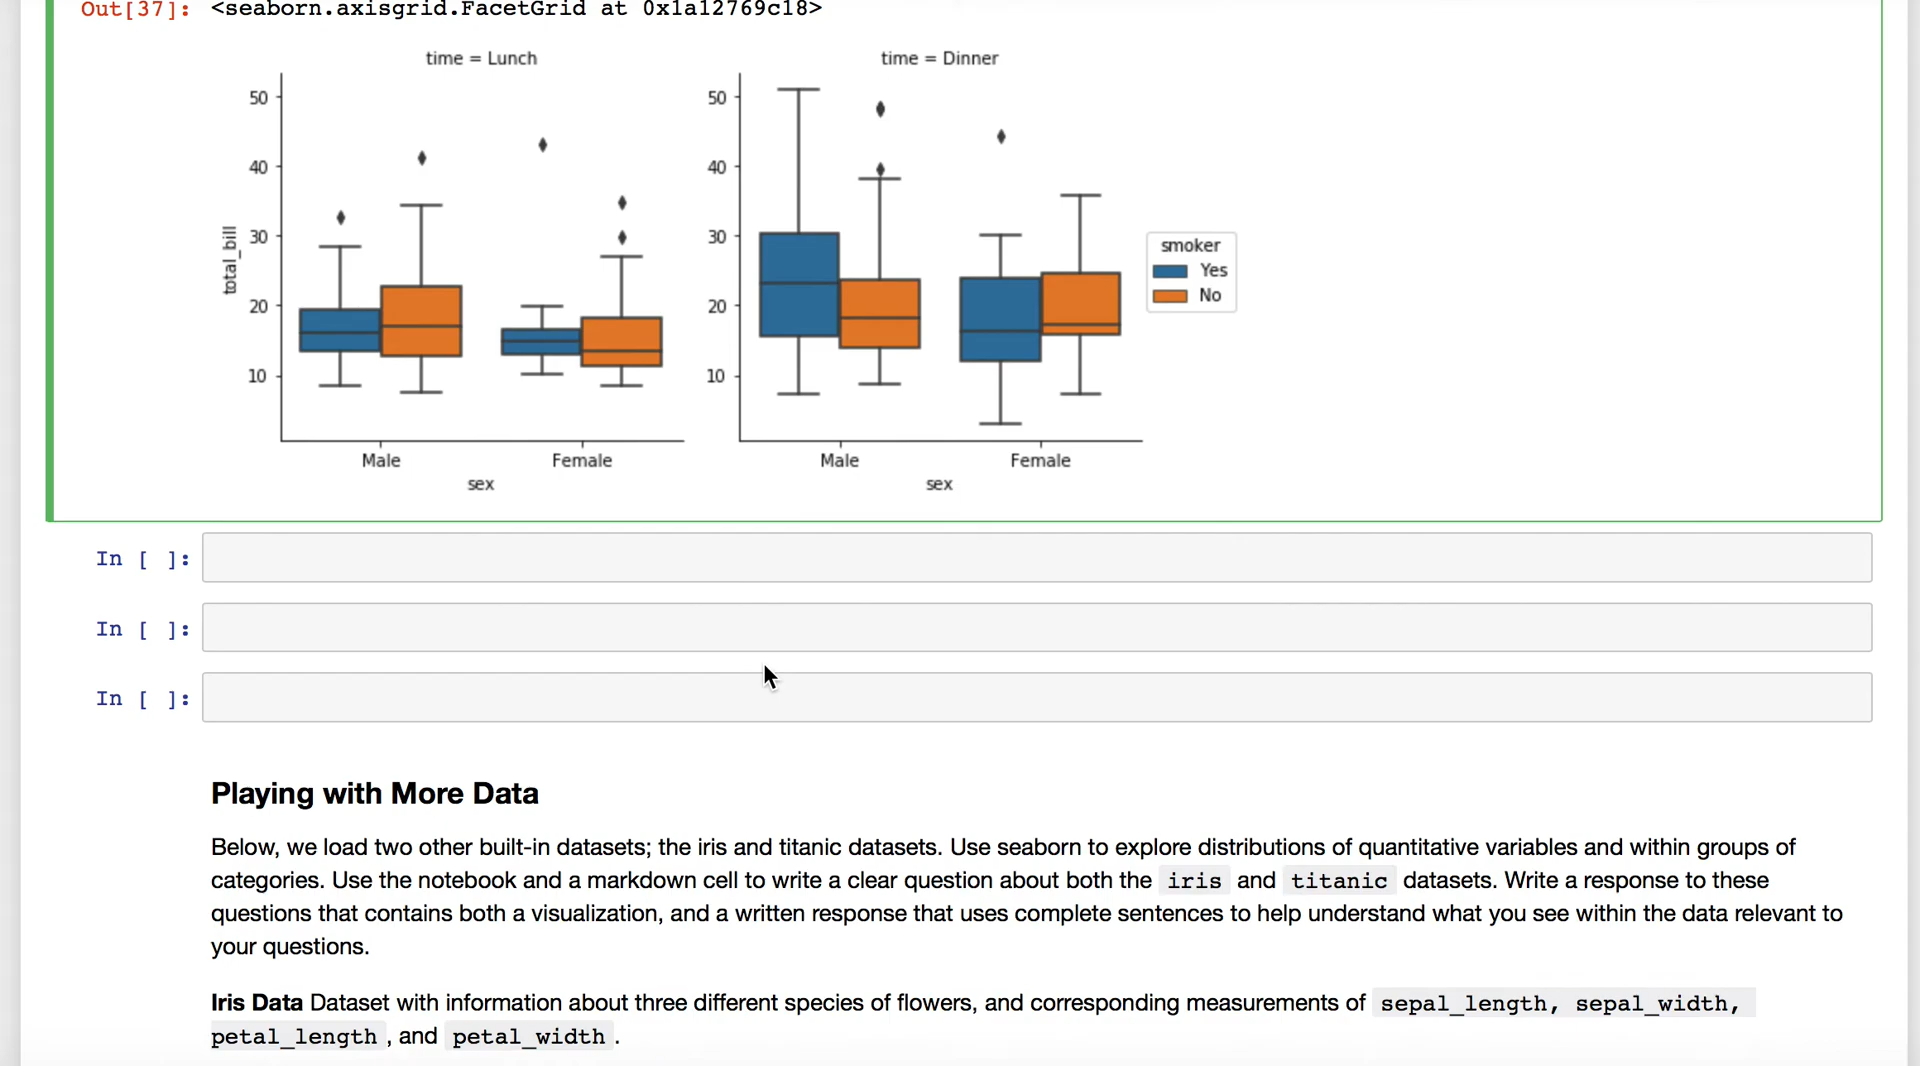 Out[37]: <seaborn.axisgrid.FacetGrid at 0x1a12769c18>
time = Lunch
time = Dinner
50
40
30
20
10
total_bill
Male
Female
sex
50
40
30
20
10
Male
Female
sex
smoker
Yes
No
In [ ]:
In [ ]:
In [ ]:
Playing with More Data
Below, we load two other built-in datasets; the iris and titanic datasets. Use seaborn to explore distributions of quantitative variables and within groups of
categories. Use the notebook and a markdown cell to write a clear question about both the iris and titanic datasets. Write a response to these
questions that contains both a visualization, and a written response that uses complete sentences to help understand what you see within the data relevant to
your questions.
Iris Data Dataset with information about three different species of flowers, and corresponding measurements of sepal_length, sepal_width,
petal_length , and petal_width .